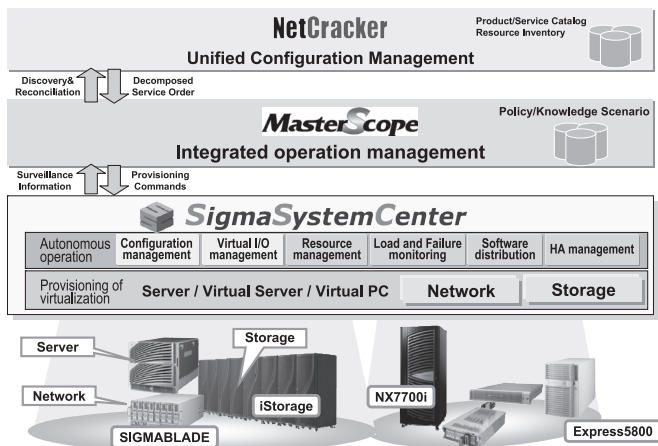 NetCracker
Unified Configuration Management
Product/Service Catalog
Resource Inventory
Discovery&
Reconciliation
Decomposed
Service Order
MasterScope
Integrated operation management
Policy/Knowledge Scenario
Surveillance
Information
Provisioning
Commands
SigmaSystemCenter
Autonomous
operation
Configuration
management
Virtual I/O
management
Resource
management
Load and Failure
monitoring
Software
distribution
HA management
Provisioning of
virtualization
Server / Virtual Server / Virtual PC
Network
Storage
Server
Storage
Network
iStorage
SIGMABLADE
NX7700i
Express5800